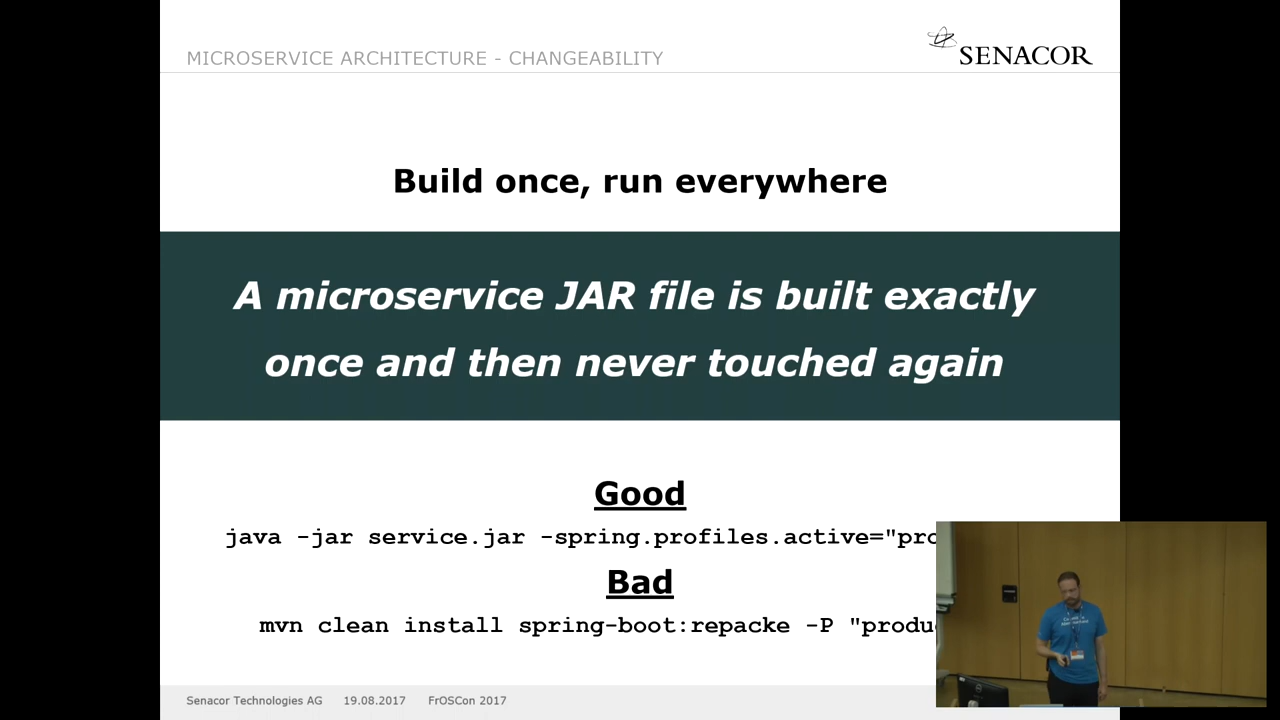 MICROSERVICE ARCHITECTURE - CHANGEABILITY
SENACOR
Build once, run everywhere
A microservice JAR file is built exactly
once and then never touched again
Good
java -jar service.jar -spring.profiles.active="pro
Bad
mvn clean install spring-boot:repacke -P "produ
Senacor Technologies AG 19.08.2017 FrOSCon 2017